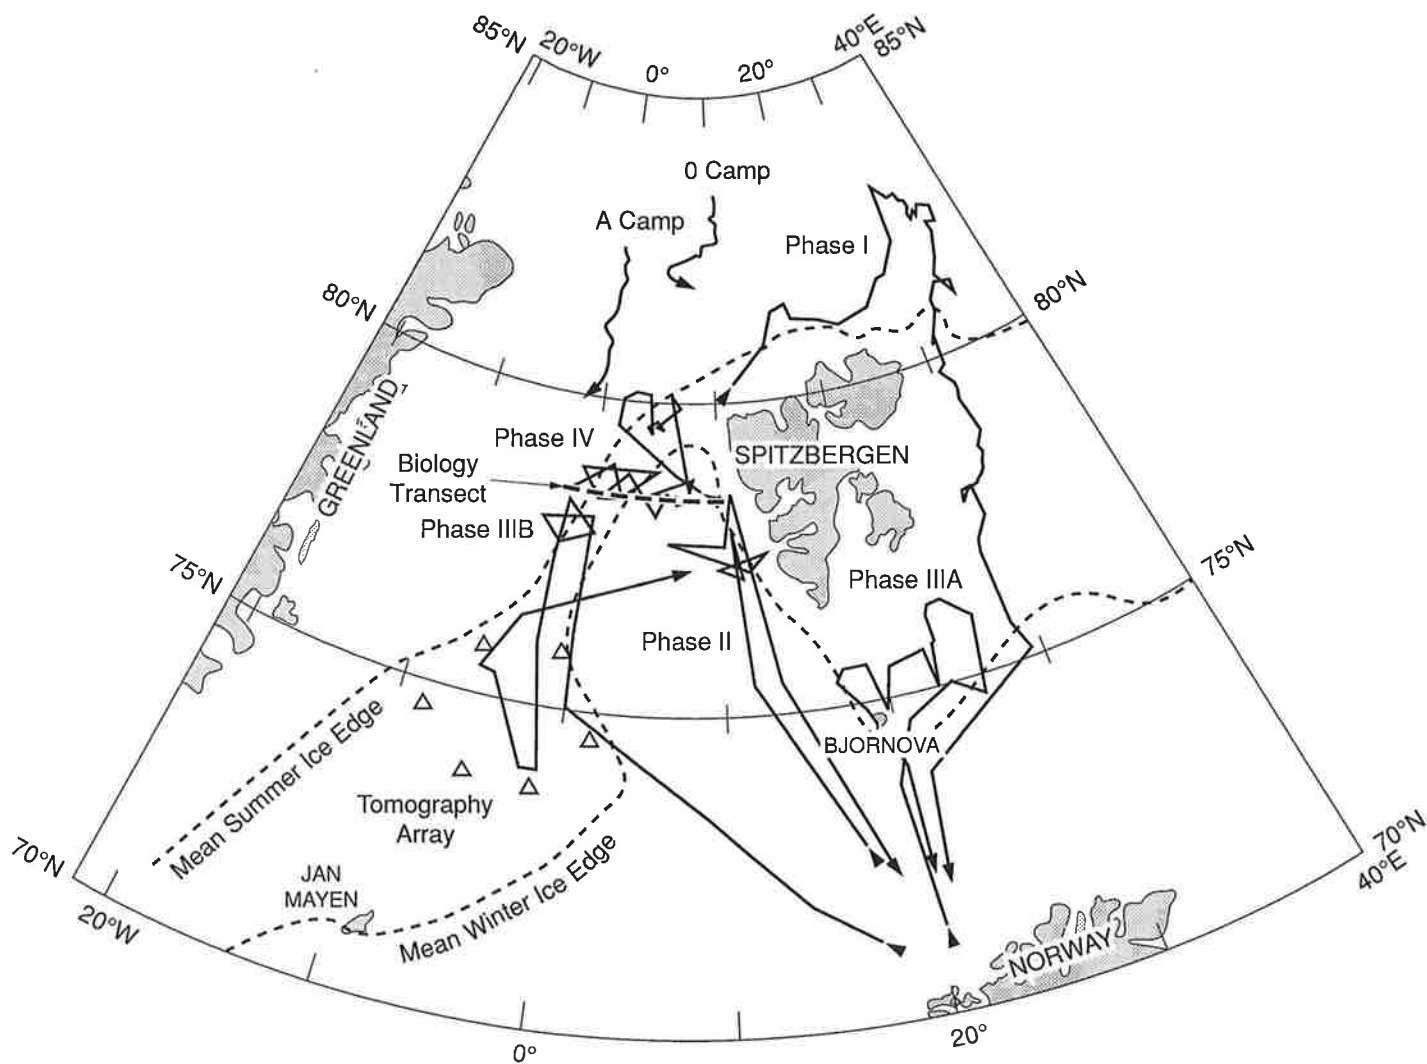 85°N
20°W
0°
20°
40°E
85°N
0 Camp
A Camp
Phase I
80°N
80°N
GREENLAND
Phase IV
SPITZBERGEN
Biology
Transect
Phase IIIB
75°N
75°N
Phase IIIA
Phase II
Mean Summer Ice Edge
BJORNOVA
Tomography
Array
70°N
70°N
40°E
JAN
MAYEN
Mean Winter Ice Edge
20°W
NORWAY
0°
20°